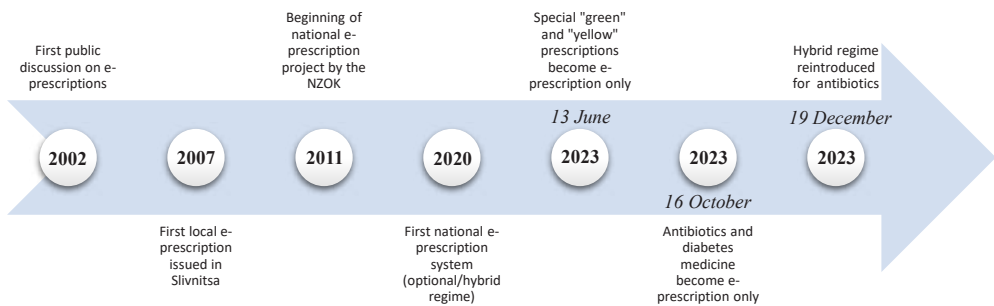 First public
discussion on e-
prescriptions
2002
2007
First local e-
prescription
issued in
Slivnitsa
Beginning of
national e-
prescription
project by the
NZOK
2011
2020
First national e-
prescription
system
(optional/hybrid
regime)
Special "green"
and "yellow"
prescriptions
become e-
prescription only
13 June
2023
2023
16 October
Antibiotics and
diabetes
medicine
become e-
prescription only
Hybrid regime
reintroduced
for antibiotics
19 December
2023